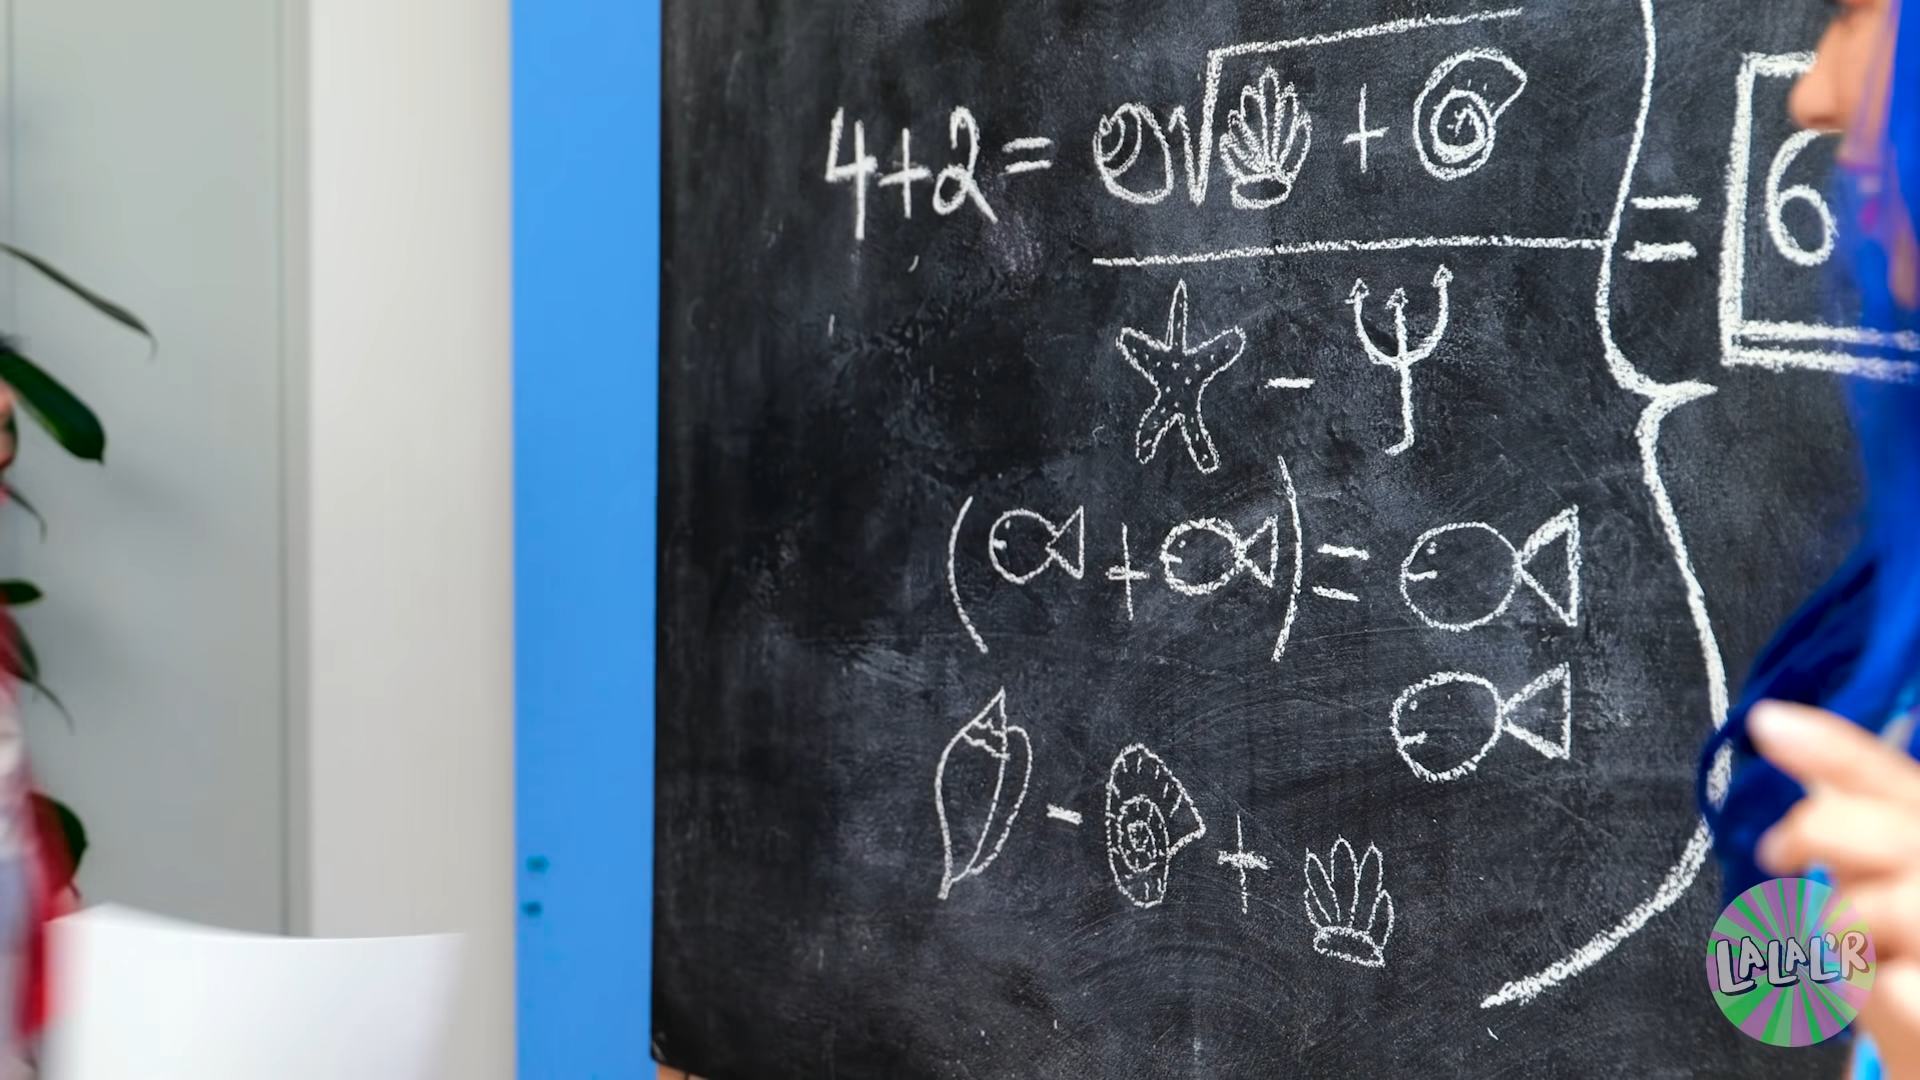 4+2= √ +
= 6
-
( + ) =
- +
LALAL'R